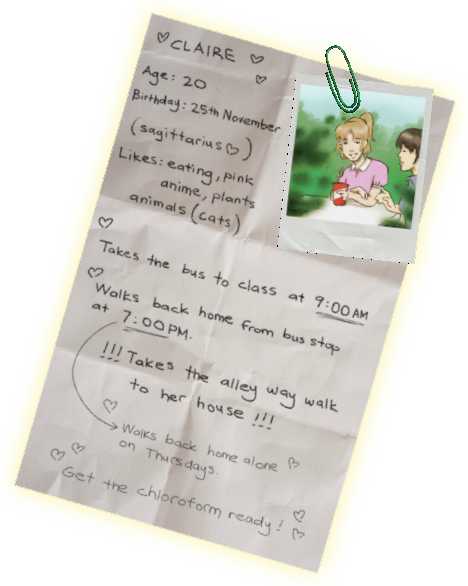 CLAIRE
Age: 20
Birthday: 25th November
(sagittarius♡)
Likes: eating, pink
anime, plants
animals (cats)
Takes the bus to class at 9:00AM
Walks back home from bus stop
at 7:00PM.
!!! Takes the alley way walk
to her house !!!
Walks back home alone
on Thursdays.
Get the chloroform ready!